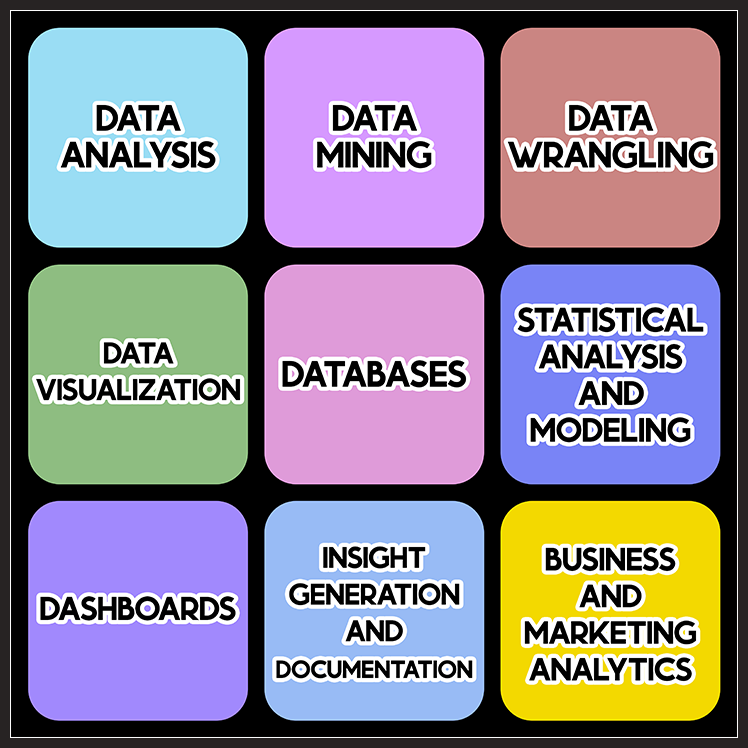 DATA
ANALYSIS
DATA
MINING
DATA
WRANGLING
DATA
VISUALIZATION
DATABASES
STATISTICAL
ANALYSIS
AND
MODELING
DASHBOARDS
INSIGHT
GENERATION
AND
DOCUMENTATION
BUSINESS
AND
MARKETING
ANALYTICS